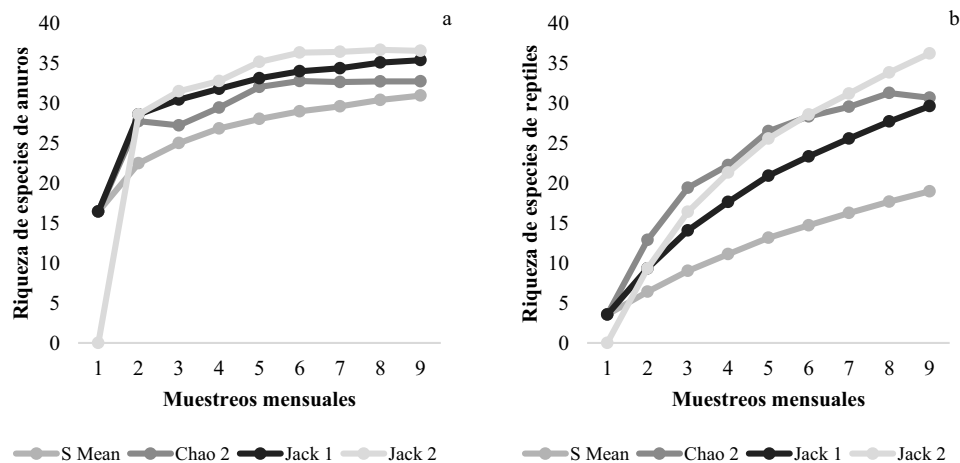 a
Riqueza de especies de anuros
40
35
30
25
20
15
10
5
0
1 2 3 4 5 6 7 8 9
Muestreos mensuales
S Mean Chao 2 Jack 1 Jack 2
b
Riqueza de especies de reptiles
40
35
30
25
20
15
10
5
0
1 2 3 4 5 6 7 8 9
Muestreos mensuales
S Mean Chao 2 Jack 1 Jack 2